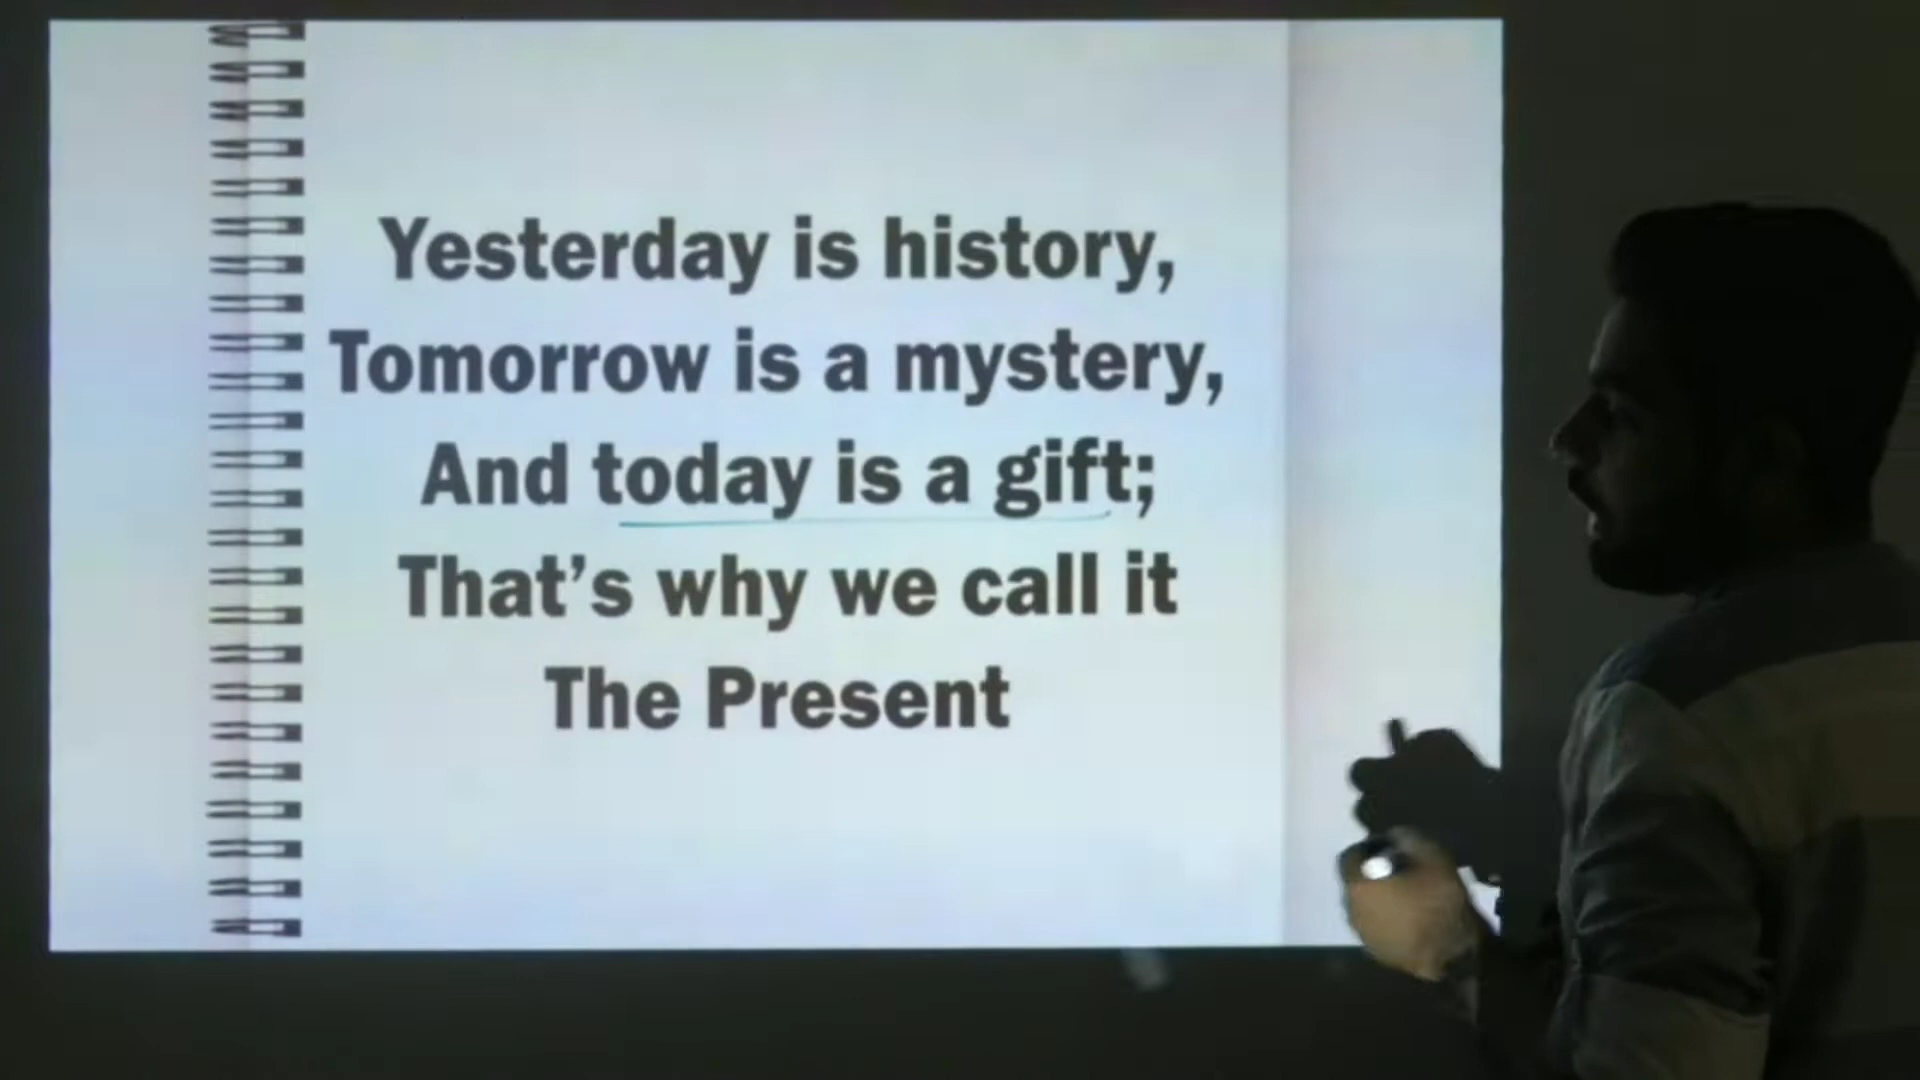 Yesterday is history,
Tomorrow is a mystery,
And today is a gift;
That’s why we call it
The Present